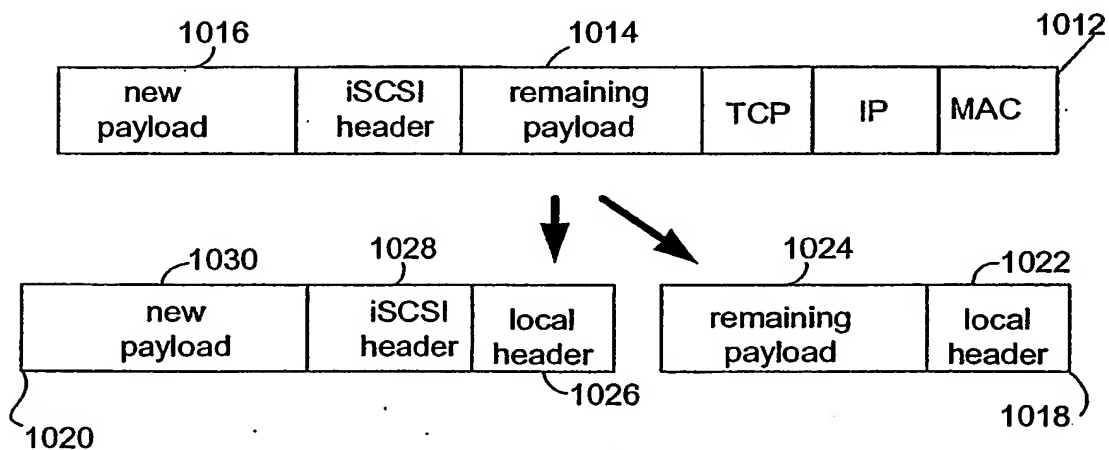 1016
1014
1012
new payload
iSCSI header
remaining payload
TCP
IP
MAC
1030
1028
1024
1022
new payload
iSCSI header
local header
remaining payload
local header
1026
1020
1018